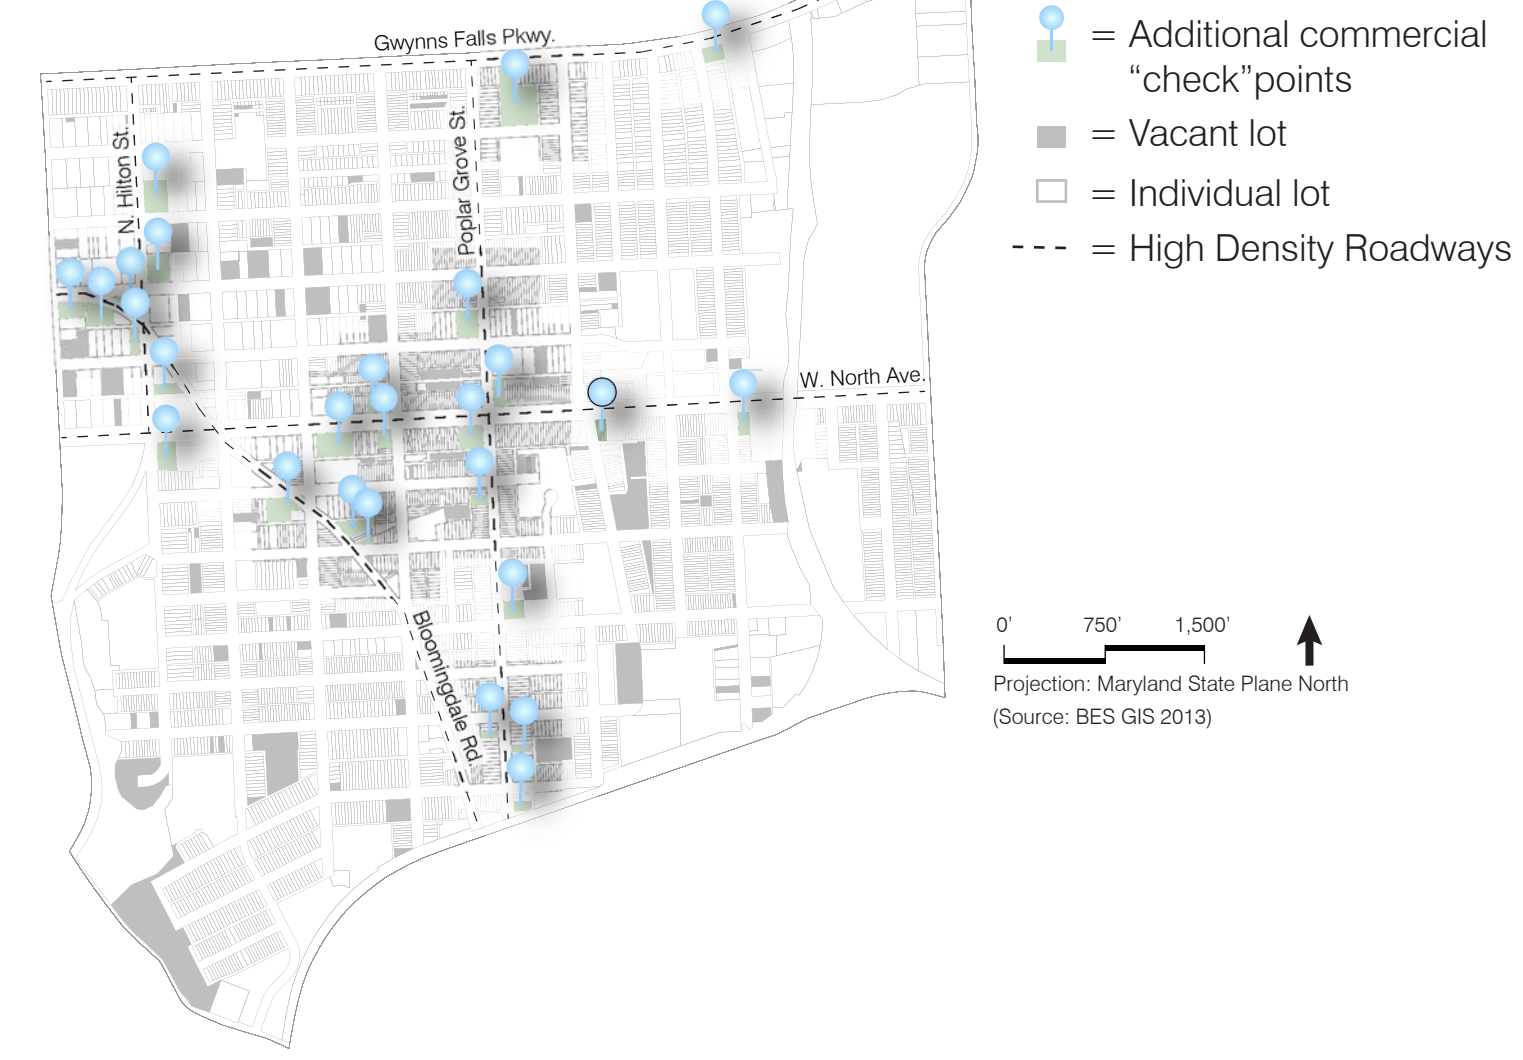 Gwynns Falls Pkwy.
N. Hilton St.
Poplar Grove St.
W. North Ave.
Bloomingdale Rd.
= Additional commercial
“check”points
= Vacant lot
= Individual lot
= High Density Roadways
0' 750' 1,500'
Projection: Maryland State Plane North
(Source: BES GIS 2013)